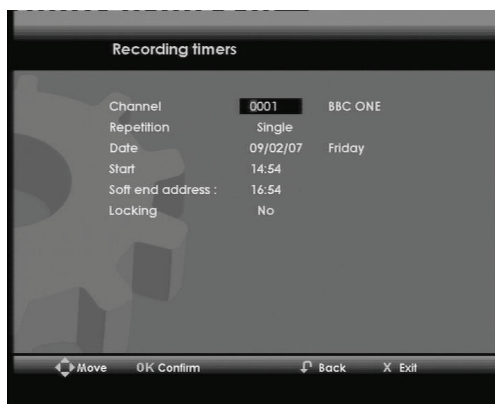 Recording timers
Channel 0001 BBC ONE
Repetition Single
Date 09/02/07 Friday
Start 14:54
Soft end address : 16:54
Locking No
Move OK Confirm Back X Exit